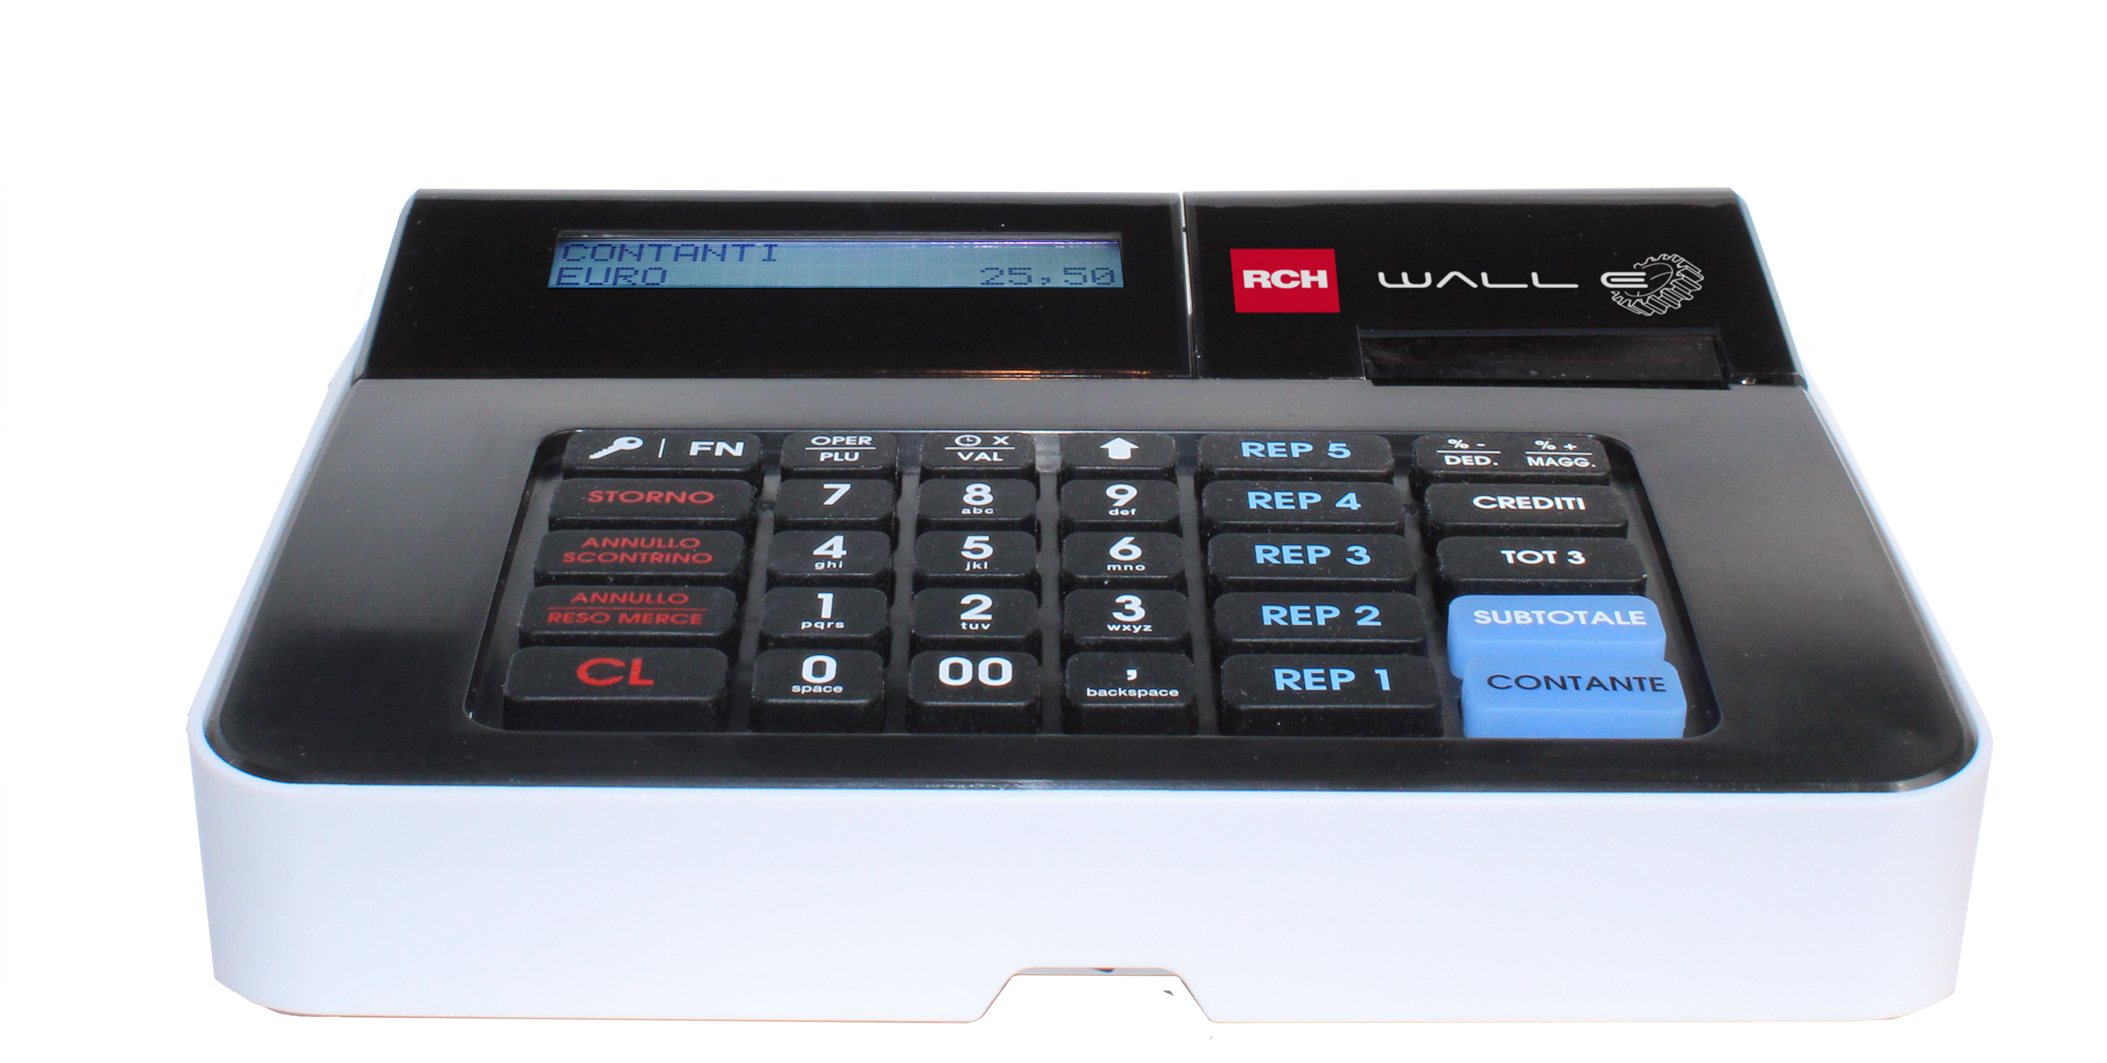 CONTANTI
EURO 25,50
RCH WALL E
FN
OPER
PLU
X
VAL
REP 5
% -
DED.
% +
MAGG.
STORNO
7
8
abc
9
def
REP 4
CREDITI
ANNULLO
SCONTRINO
4
ghi
5
jkl
6
mno
REP 3
TOT 3
ANNULLO
RESO MERCE
1
pqrs
2
tuv
3
wxyz
REP 2
SUBTOTALE
CL
0
space
00
,
backspace
REP 1
CONTANTE